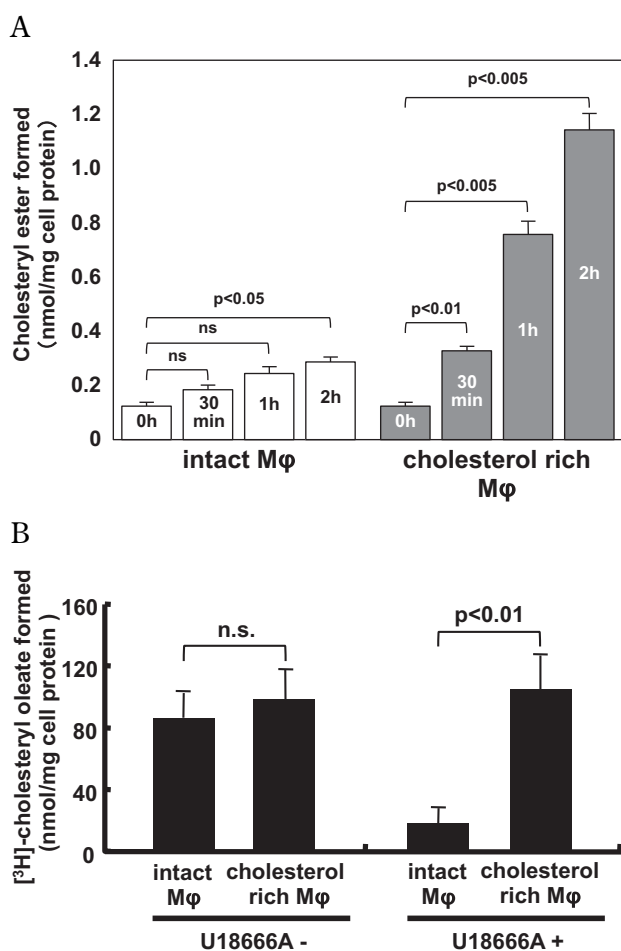 A
Cholesteryl ester formed
(nmol/mg cell protein)
1.4
1.2
1.0
0.8
0.6
0.4
0.2
0
p<0.005
p<0.005
p<0.05
ns
ns
p<0.01
0h
30
min
1h
2h
0h
30
min
1h
2h
intact Mφ
cholesterol rich
Mφ
B
[³H]-cholesteryl oleate formed
(nmol/mg cell protein )
160
120
80
40
0
n.s.
p<0.01
intact
Mφ
cholesterol
rich Mφ
intact
Mφ
cholesterol
rich Mφ
U18666A -
U18666A +